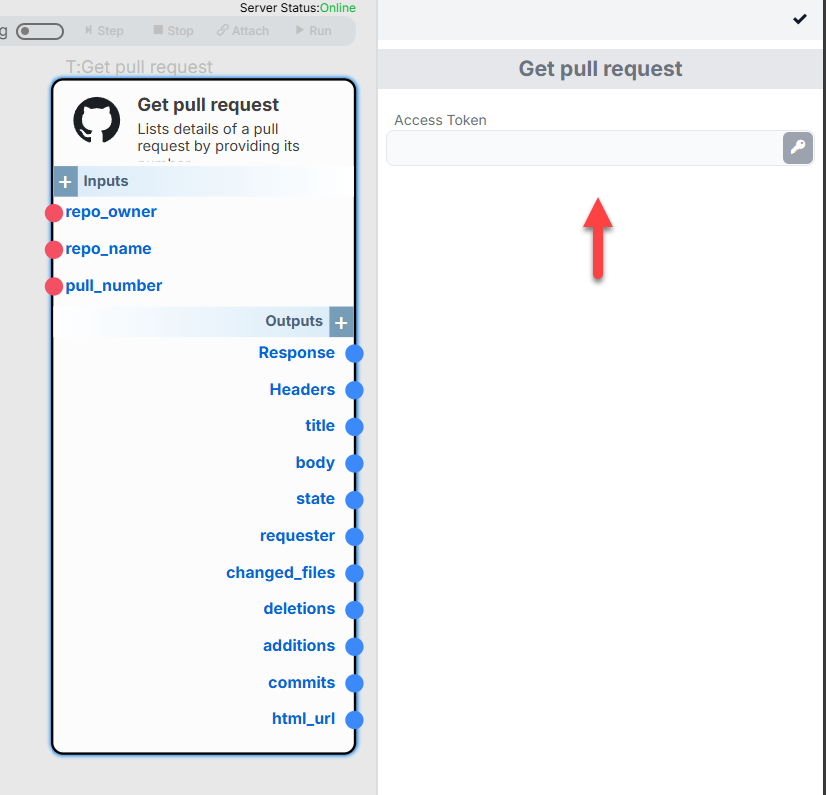 Server Status:Online
g
Step
Stop
Attach
Run
T:Get pull request
Get pull request
Lists details of a pull
request by providing its
Inputs
repo_owner
repo_name
pull_number
Outputs
Response
Headers
title
body
state
requester
changed_files
deletions
additions
commits
html_url
Get pull request
Access Token